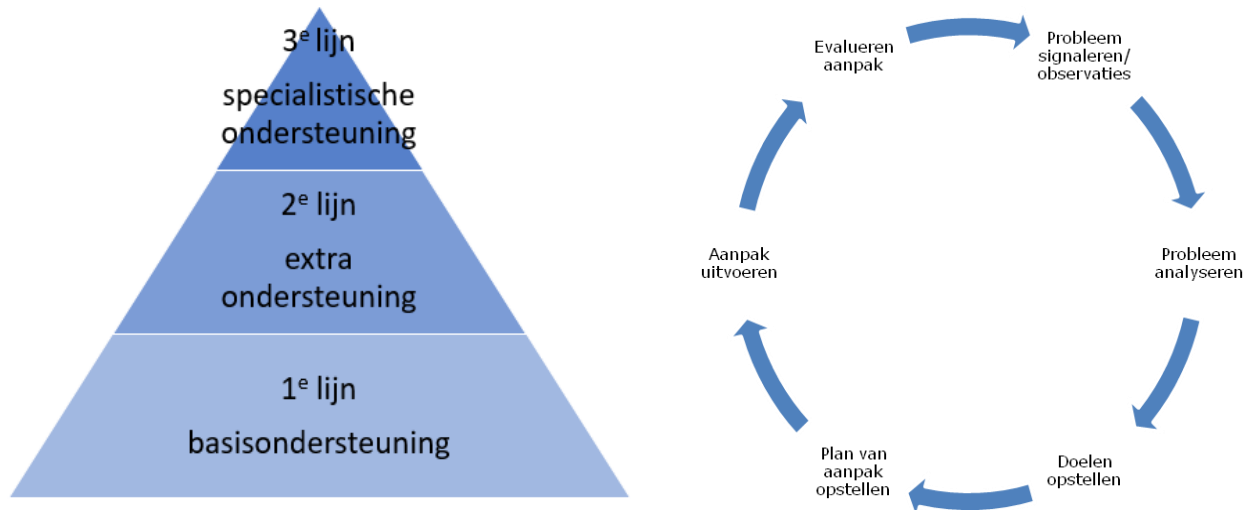 3e lijn
specialistische
ondersteuning
2e lijn
extra
ondersteuning
1e lijn
basisondersteuning
Probleem
signaleren/
observaties
Probleem
analyseren
Doelen
opstellen
Plan van
aanpak
opstellen
Aanpak
uitvoeren
Evalueren
aanpak